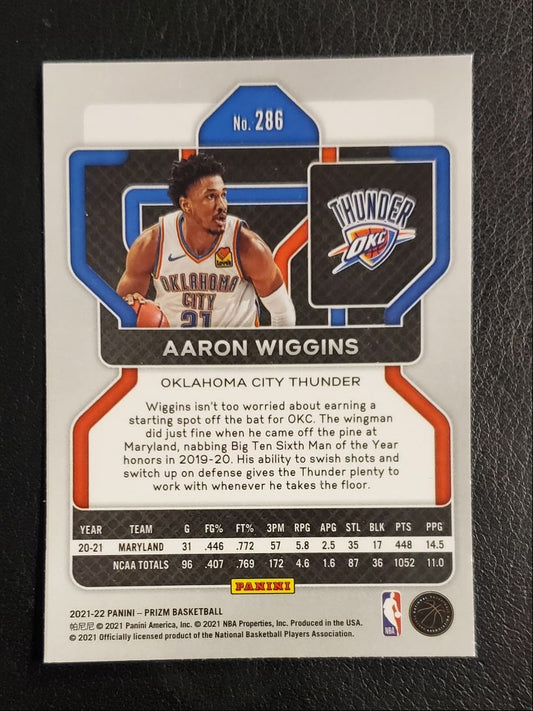 No. 286
THUNDER
OKC
OKLAHOMA
CITY
21
AARON WIGGINS
OKLAHOMA CITY THUNDER
Wiggins isn't too worried about earning a
starting spot off the bat for OKC. The wingman
did just fine when he came off the pine at
Maryland, nabbing Big Ten Sixth Man of the Year
honors in 2019-20. His ability to swish shots and
switch up on defense gives the Thunder plenty to
work with whenever he takes the floor.
YEAR TEAM G FG% FT% 3PM RPG APG STL BLK PTS PPG
20-21 MARYLAND 31 .446 .772 57 5.8 2.5 35 17 448 14.5
NCAA TOTALS 96 .407 .769 172 4.6 1.6 87 36 1052 11.0
PANINI
2021-22 PANINI – PRIZM BASKETBALL
帕尼尼 © 2021 Panini America, Inc. © 2021 NBA Properties, Inc. Produced in the USA.
© 2021 Officially licensed product of the National Basketball Players Association.
NBA